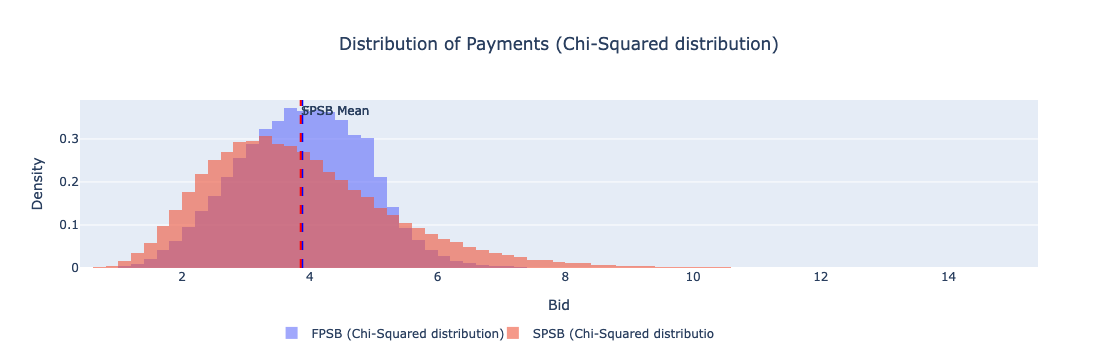 Distribution of Payments (Chi-Squared distribution)
Mean
0.3
0.2
0.1
0
Density
2
4
6
8
10
12
14
Bid
FPSB (Chi-Squared distribution)
SPSB (Chi-Squared distributio